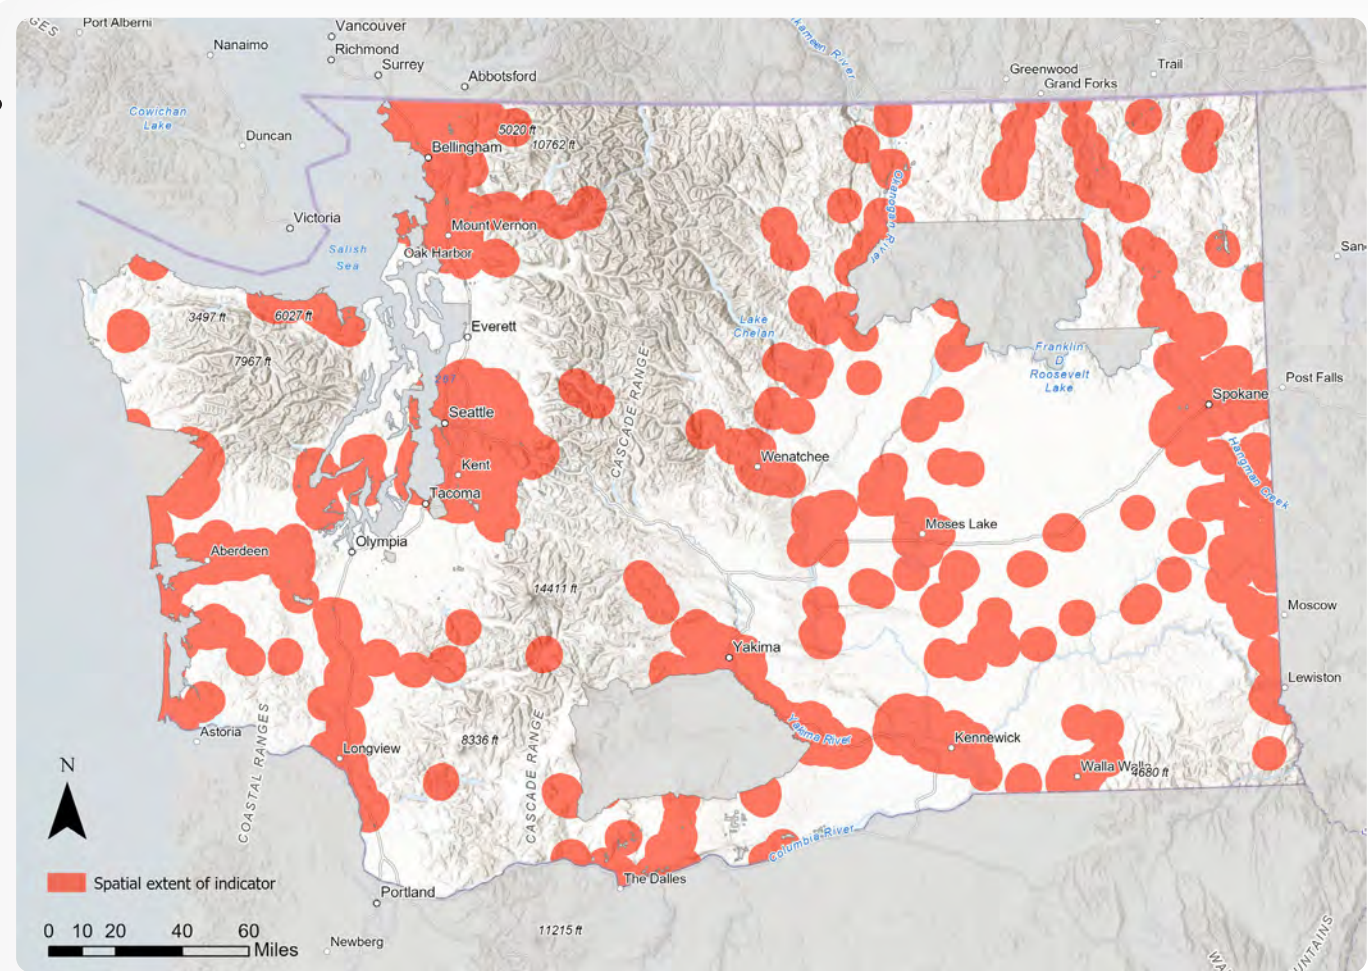 Port Alberni
Vancouver
Nanaimo
Richmond
Surrey
Abbotsford
Cowichan
Lake
Duncan
Greenwood
Trail
Grand Forks
5020 ft
10762 ft
Bellingham
Victoria
Salish
Sea
Mount Vernon
Oak Harbor
Okanogan River
3497 ft
6027 ft
7967 ft
Everett
Lake
Chelan
Franklin
D
Roosevelt
Lake
Post Falls
Spokane
Seattle
CASCADE RANGE
Wenatchee
Hangman Creek
Kent
Tacoma
Moses Lake
Olympia
Aberdeen
14411 ft
Moscow
Yakima
Lewiston
Astoria
COASTAL RANGES
8336 ft
CASCADE RANGE
Yakima River
Kennewick
Longview
Walla Walla
4680 ft
N
Columbia River
The Dalles
Spatial extent of indicator
Portland
11215 ft
Newberg
0 10 20 40 60
Miles